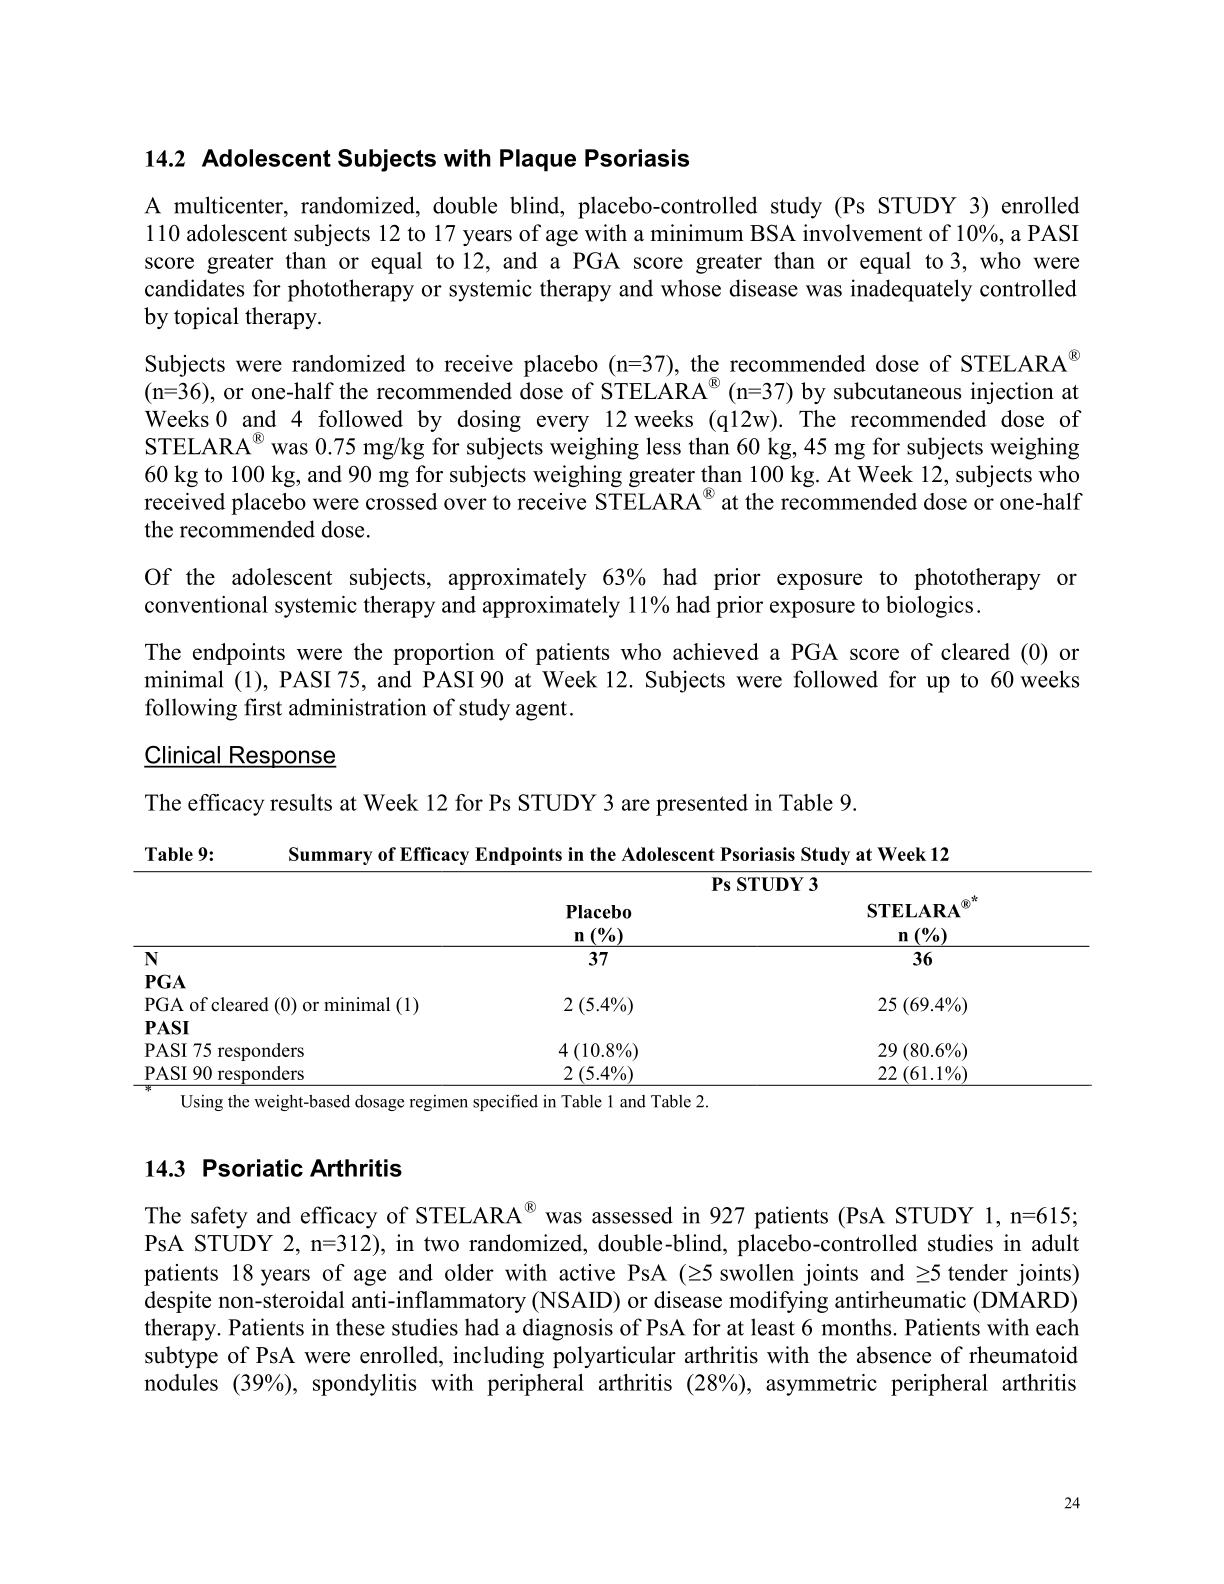 14.2 Adolescent Subjects with Plaque Psoriasis
A multicenter, randomized, double blind, placebo-controlled study (Ps STUDY 3) enrolled
110 adolescent subjects 12 to 17 years of age with a minimum BSA involvement of 10%, a PASI
score greater than or equal to 12, and a PGA score greater than or equal to 3, who were
candidates for phototherapy or systemic therapy and whose disease was inadequately controlled
by topical therapy.
Subjects were randomized to receive placebo (n=37), the recommended dose of STELARA®
(n=36), or one-half the recommended dose of STELARA® (n=37) by subcutaneous injection at
Weeks 0 and 4 followed by dosing every 12 weeks (q12w). The recommended dose of
STELARA® was 0.75 mg/kg for subjects weighing less than 60 kg, 45 mg for subjects weighing
60 kg to 100 kg, and 90 mg for subjects weighing greater than 100 kg. At Week 12, subjects who
received placebo were crossed over to receive STELARA® at the recommended dose or one-half
the recommended dose.
Of the adolescent subjects, approximately 63% had prior exposure to phototherapy or
conventional systemic therapy and approximately 11% had prior exposure to biologics.
The endpoints were the proportion of patients who achieved a PGA score of cleared (0) or
minimal (1), PASI 75, and PASI 90 at Week 12. Subjects were followed for up to 60 weeks
following first administration of study agent.
Clinical Response
The efficacy results at Week 12 for Ps STUDY 3 are presented in Table 9.
Table 9: Summary of Efficacy Endpoints in the Adolescent Psoriasis Study at Week 12
Ps STUDY 3
Placebo STELARA®*
n (%) n (%)
N 37 36
PGA
PGA of cleared (0) or minimal (1) 2 (5.4%) 25 (69.4%)
PASI
PASI 75 responders 4 (10.8%) 29 (80.6%)
PASI 90 responders 2 (5.4%) 22 (61.1%)
* Using the weight-based dosage regimen specified in Table 1 and Table 2.
14.3 Psoriatic Arthritis
The safety and efficacy of STELARA® was assessed in 927 patients (PsA STUDY 1, n=615;
PsA STUDY 2, n=312), in two randomized, double-blind, placebo-controlled studies in adult
patients 18 years of age and older with active PsA (≥5 swollen joints and ≥5 tender joints)
despite non-steroidal anti-inflammatory (NSAID) or disease modifying antirheumatic (DMARD)
therapy. Patients in these studies had a diagnosis of PsA for at least 6 months. Patients with each
subtype of PsA were enrolled, including polyarticular arthritis with the absence of rheumatoid
nodules (39%), spondylitis with peripheral arthritis (28%), asymmetric peripheral arthritis
24